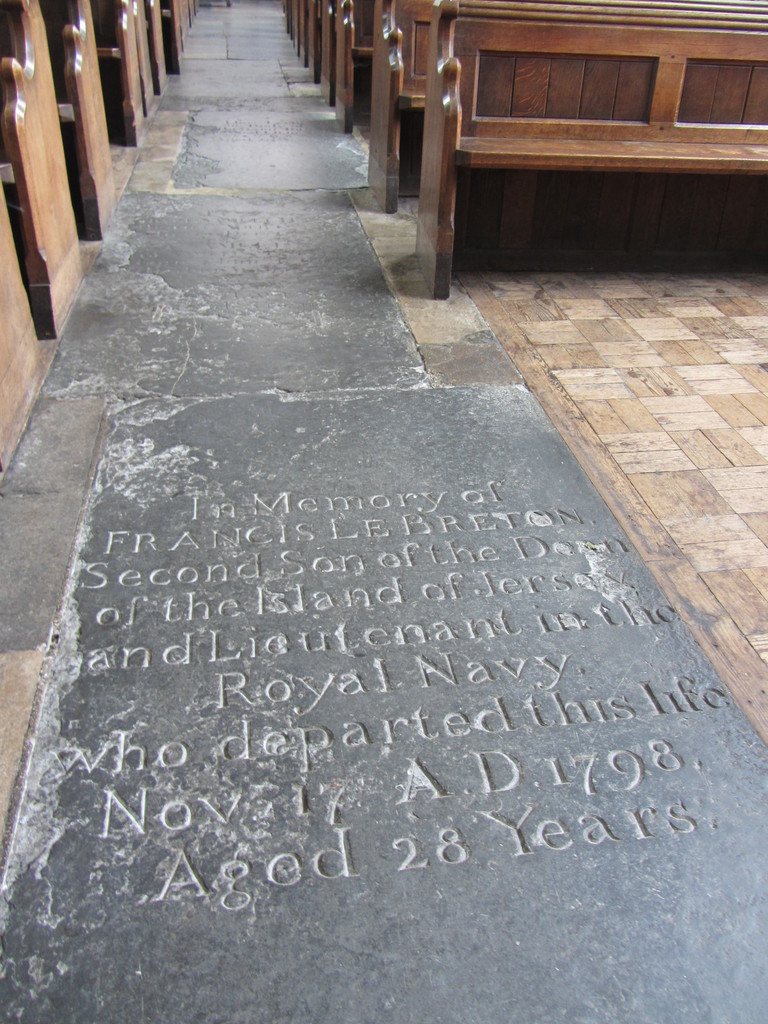 In Memory of
FRANCIS LE BRETON.
Second Son of the Dean
of the Island of Jersey,
and Lieutenant in the
Royal Navy.
who departed this life
Nov. 17 A.D. 1798.
Aged 28 Years.